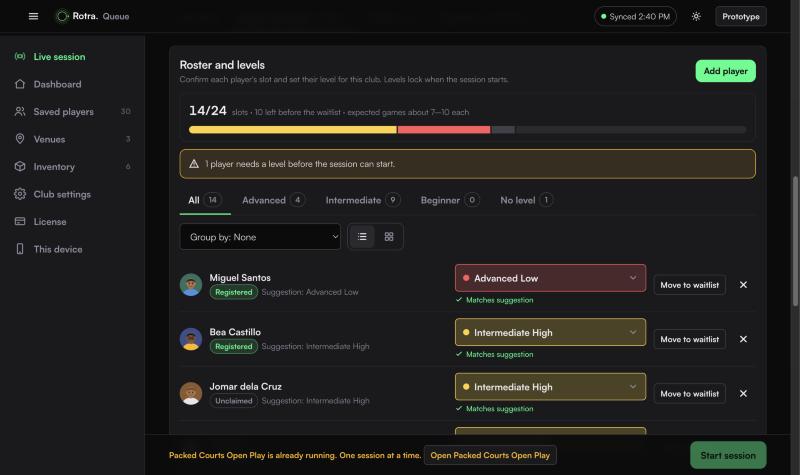 Rotra. Queue
Synced 2:40 PM
Prototype
Live session
Dashboard
Saved players 30
Venues 3
Inventory 6
Club settings
License
This device
Roster and levels
Confirm each player's slot and set their level for this club. Levels lock when the session starts.
Add player
14/24 slots · 10 left before the waitlist · expected games about 7–10 each
1 player needs a level before the session can start.
All 14
Advanced 4
Intermediate 9
Beginner 0
No level 1
Group by: None
Miguel Santos
Registered Suggestion: Advanced Low
Advanced Low
Matches suggestion
Move to waitlist
Bea Castillo
Registered Suggestion: Intermediate High
Intermediate High
Matches suggestion
Move to waitlist
Jomar dela Cruz
Unclaimed Suggestion: Intermediate High
Intermediate High
Matches suggestion
Move to waitlist
Packed Courts Open Play is already running. One session at a time.
Open Packed Courts Open Play
Start session